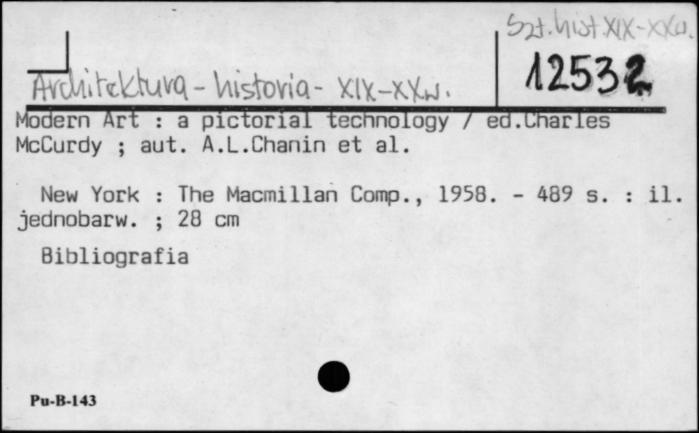 Szt. hist XIX-XXw.
12532
Architektura - historia - XIX-XXw.
Modern Art : a pictorial technology / ed.Charles
McCurdy ; aut. A.L.Chanin et al.
New York : The Macmillan Comp., 1958. - 489 s. : il.
jednobarw. ; 28 cm
Bibliografia
Pu-B-143